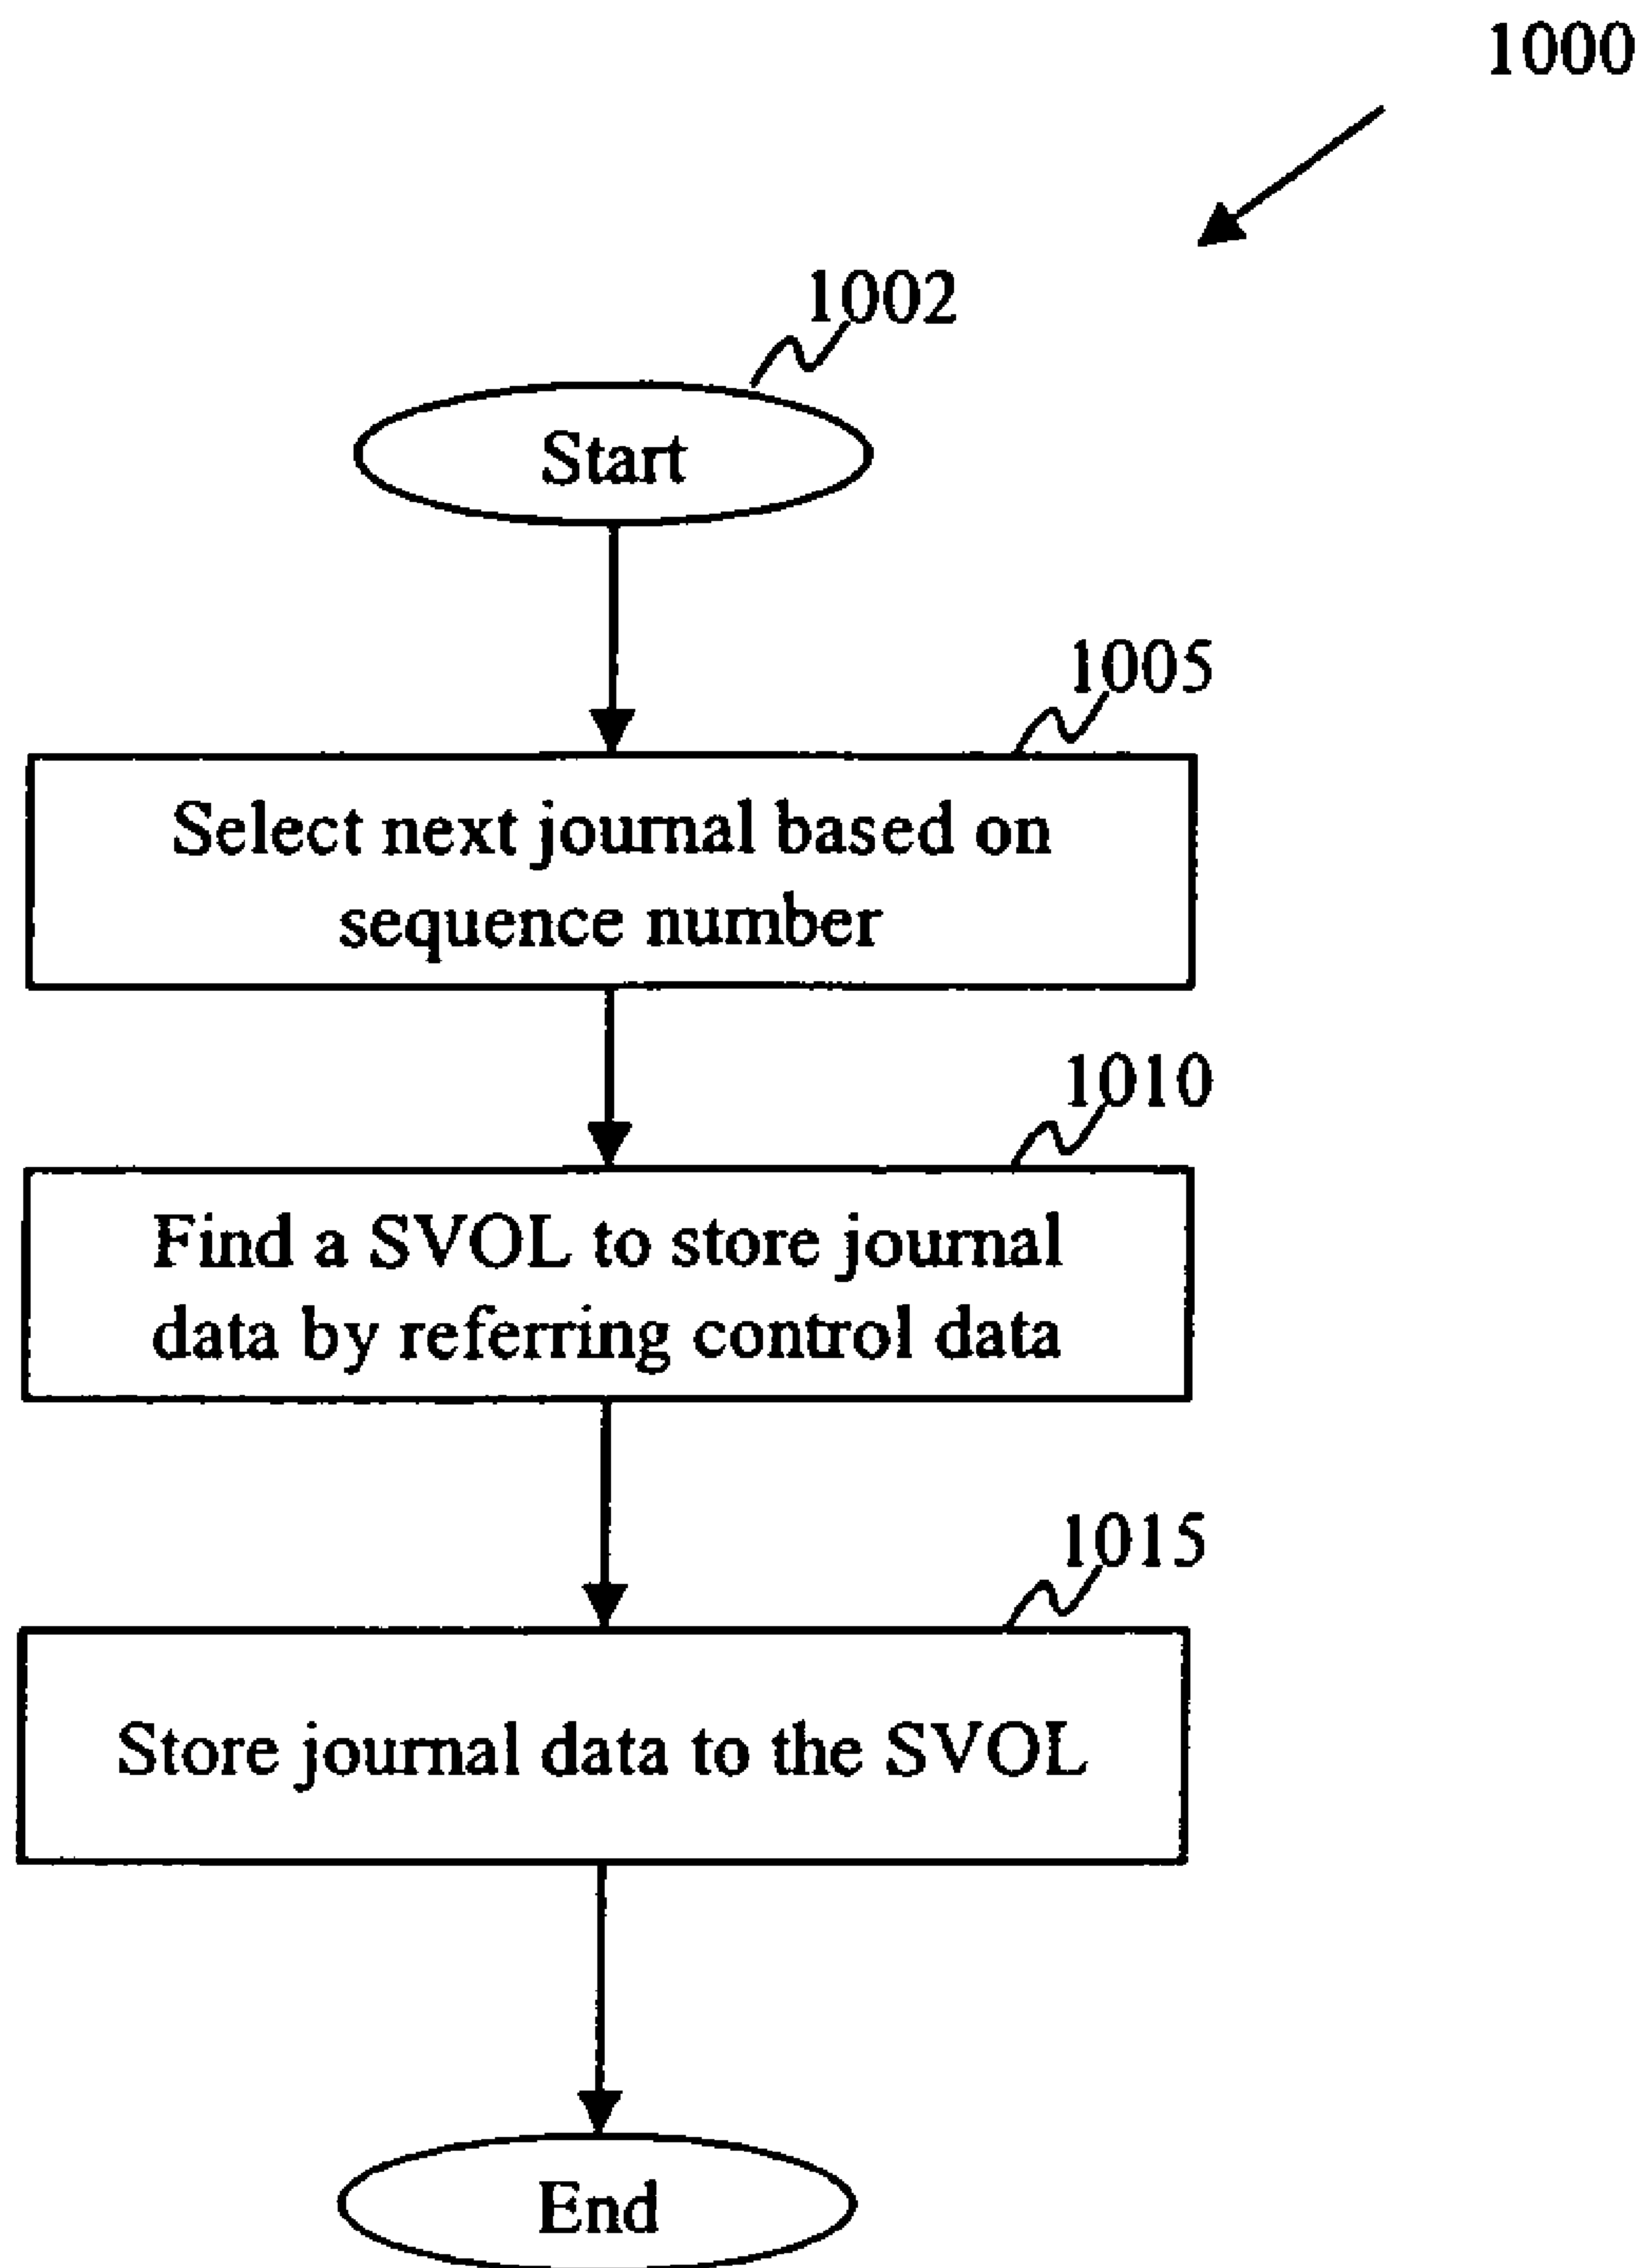 1000
1002
Start
1005
Select next journal based on
sequence number
1010
Find a SVOL to store journal
data by referring control data
1015
Store journal data to the SVOL
End